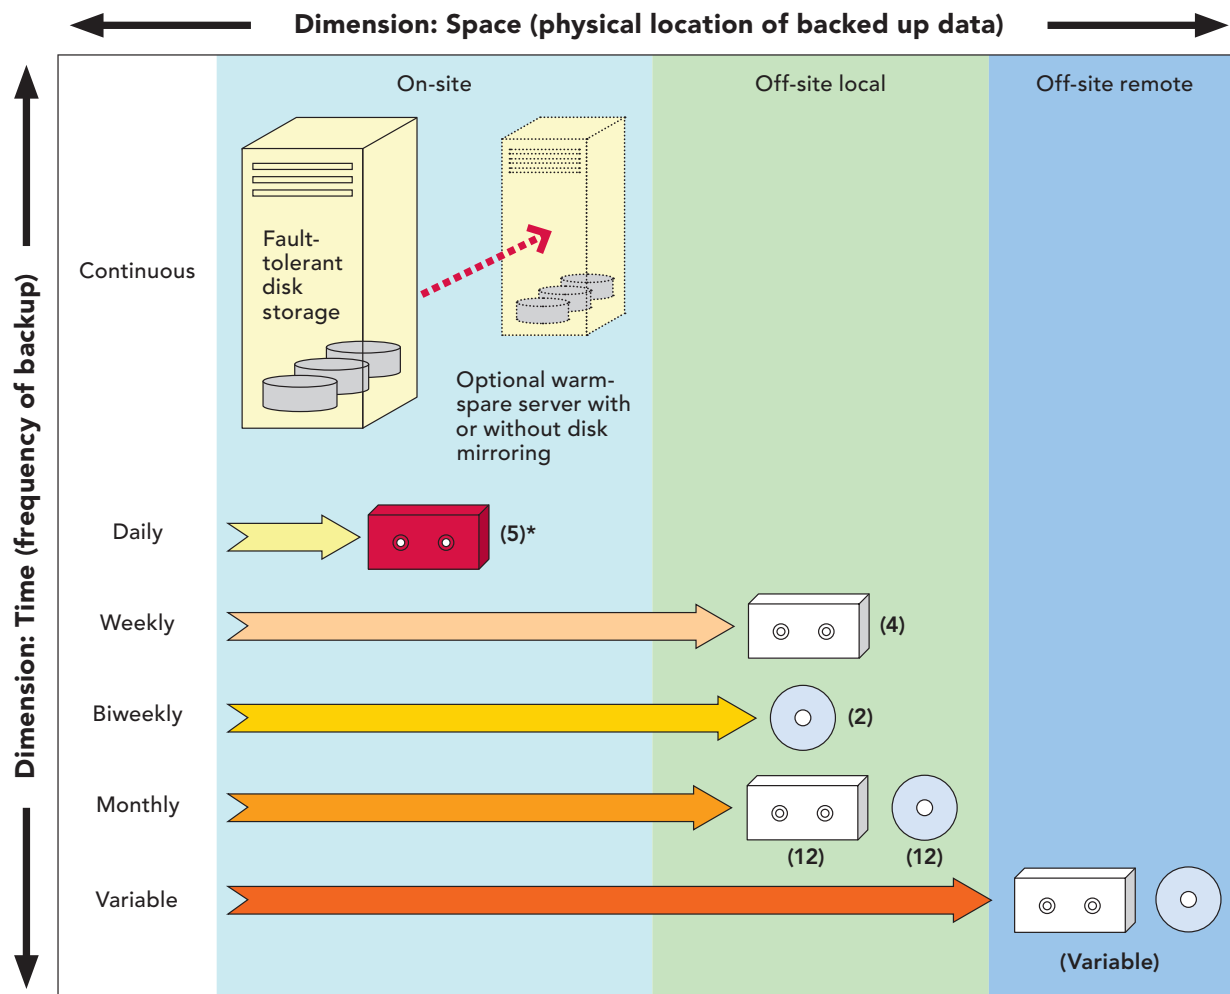 Dimension: Space (physical location of backed up data)
Dimension: Time (frequency of backup)
On-site
Off-site local
Off-site remote
Continuous
Fault-
tolerant
disk
storage
Optional warm-
spare server with
or without disk
mirroring
Daily
(5)*
Weekly
(4)
Biweekly
(2)
Monthly
(12)
(12)
Variable
(Variable)